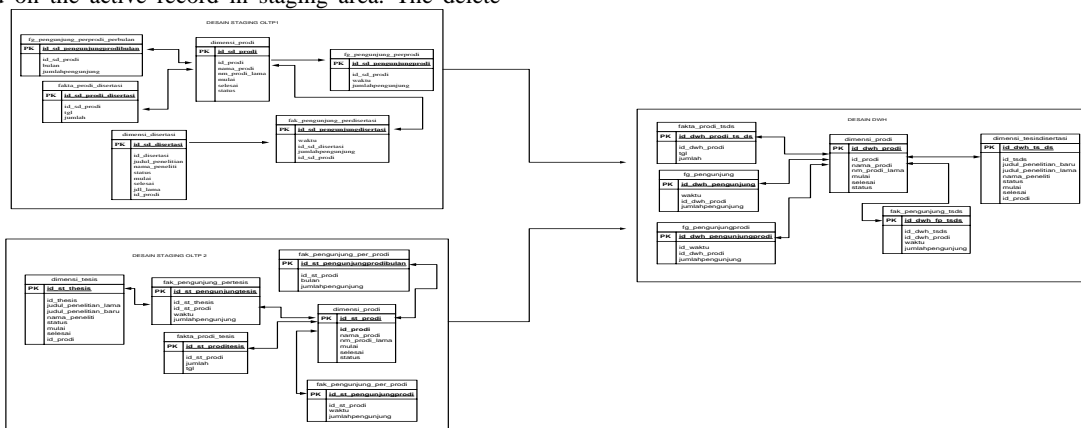 d on the active record in staging area. The delete
DESAIN STAGING OLTP1
fg_pengunjung_perprodi_perbulan
PK id_sd_pengunjungprodibulan
id_sd_prodi
bulan
jumlahpengunjung
dimensi_prodi
PK id_sd_prodi
id_prodi
nama_prodi
nm_prodi_lama
mulai
selesai
status
fg_pengunjung_perprodi
PK id_sd_pengunjungprodi
id_sd_prodi
waktu
jumlahpengunjung
fakta_prodi_disertasi
PK id_sd_prodi_disertasi
id_sd_prodi
tgl
jumlah
fak_pengunjung_perdisertasi
PK id_sd_pengunjungdisertasi
waktu
id_sd_disertasi
jumlahpengunjung
id_sd_prodi
dimensi_disertasi
PK id_sd_disertasi
id_disertasi
judul_penelitian
nama_peneliti
status
mulai
selesai
jdl_lama
id_prodi
DESAIN STAGING OLTP 2
dimensi_tesis
PK id_st_thesis
id_thesis
judul_penelitian_lama
judul_penelitian_baru
nama_peneliti
status
mulai
selesai
id_prodi
fak_pengunjung_pertesis
PK id_st_pengunjungtesis
id_st_thesis
id_st_prodi
waktu
jumlahpengunjung
fakta_prodi_tesis
PK id_st_proditesis
id_st_prodi
jumlah
tgl
fak_pengunjung_per_prodi
PK id_st_pengunjungprodibulan
id_st_prodi
bulan
jumlahpengunjung
dimensi_prodi
PK id_st_prodi
id_prodi
nama_prodi
nm_prodi_lama
mulai
selesai
status
fak_pengunjung_per_prodi
PK id_st_pengunjungprodi
id_st_prodi
waktu
jumlahpengunjung
DESAIN DWH
fakta_prodi_tsds
PK id_dwh_prodi_ts_ds
id_dwh_prodi
tgl
jumlah
fg_pengunjung
PK id_dwh_pengunjung
waktu
id_dwh_prodi
jumlahpengunjung
fg_pengunjungprodi
PK id_dwh_pengunjungprodi
id_waktu
id_dwh_prodi
jumlahpengunjung
dimensi_prodi
PK id_dwh_prodi
id_prodi
nama_prodi
nm_prodi_lama
mulai
selesai
status
dimensi_tesisdisertasi
PK id_dwh_ts_ds
id_tsds
judul_penelitian_baru
judul_penelitian_lama
nama_peneliti
status
mulai
selesai
id_prodi
fak_pengunjung_tsds
PK id_dwh_fp_tsds
id_dwh_tsds
id_dwh_prodi
waktu
jumlahpengunjung